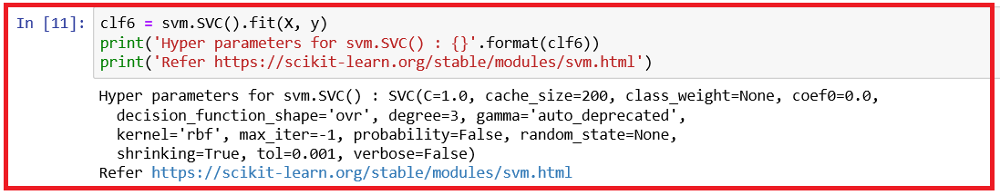 In [11]: clf6 = svm.SVC().fit(X, y)
print('Hyper parameters for svm.SVC() : {}'.format(clf6))
print('Refer https://scikit-learn.org/stable/modules/svm.html')
Hyper parameters for svm.SVC() : SVC(C=1.0, cache_size=200, class_weight=None, coef0=0.0,
  decision_function_shape='ovr', degree=3, gamma='auto_deprecated',
  kernel='rbf', max_iter=-1, probability=False, random_state=None,
  shrinking=True, tol=0.001, verbose=False)
Refer https://scikit-learn.org/stable/modules/svm.html